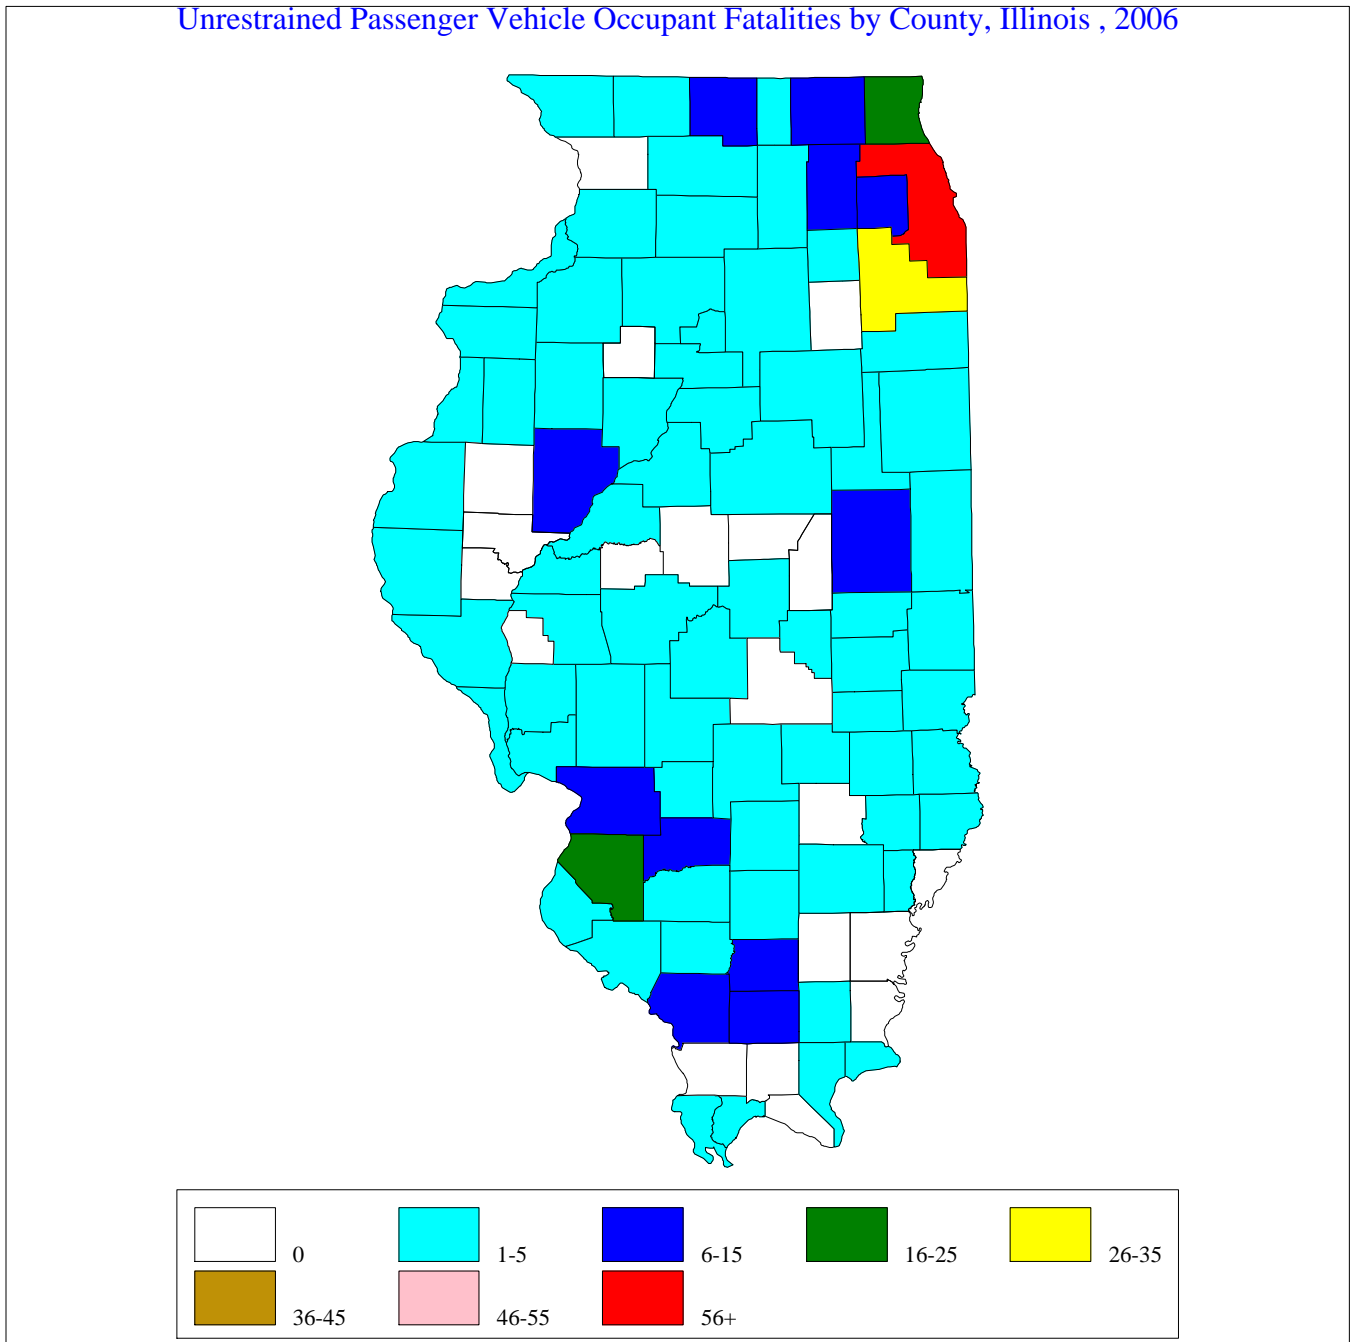 Unrestrained Passenger Vehicle Occupant Fatalities by County, Illinois , 2006
0 1-5 6-15 16-25 26-35
36-45 46-55 56+